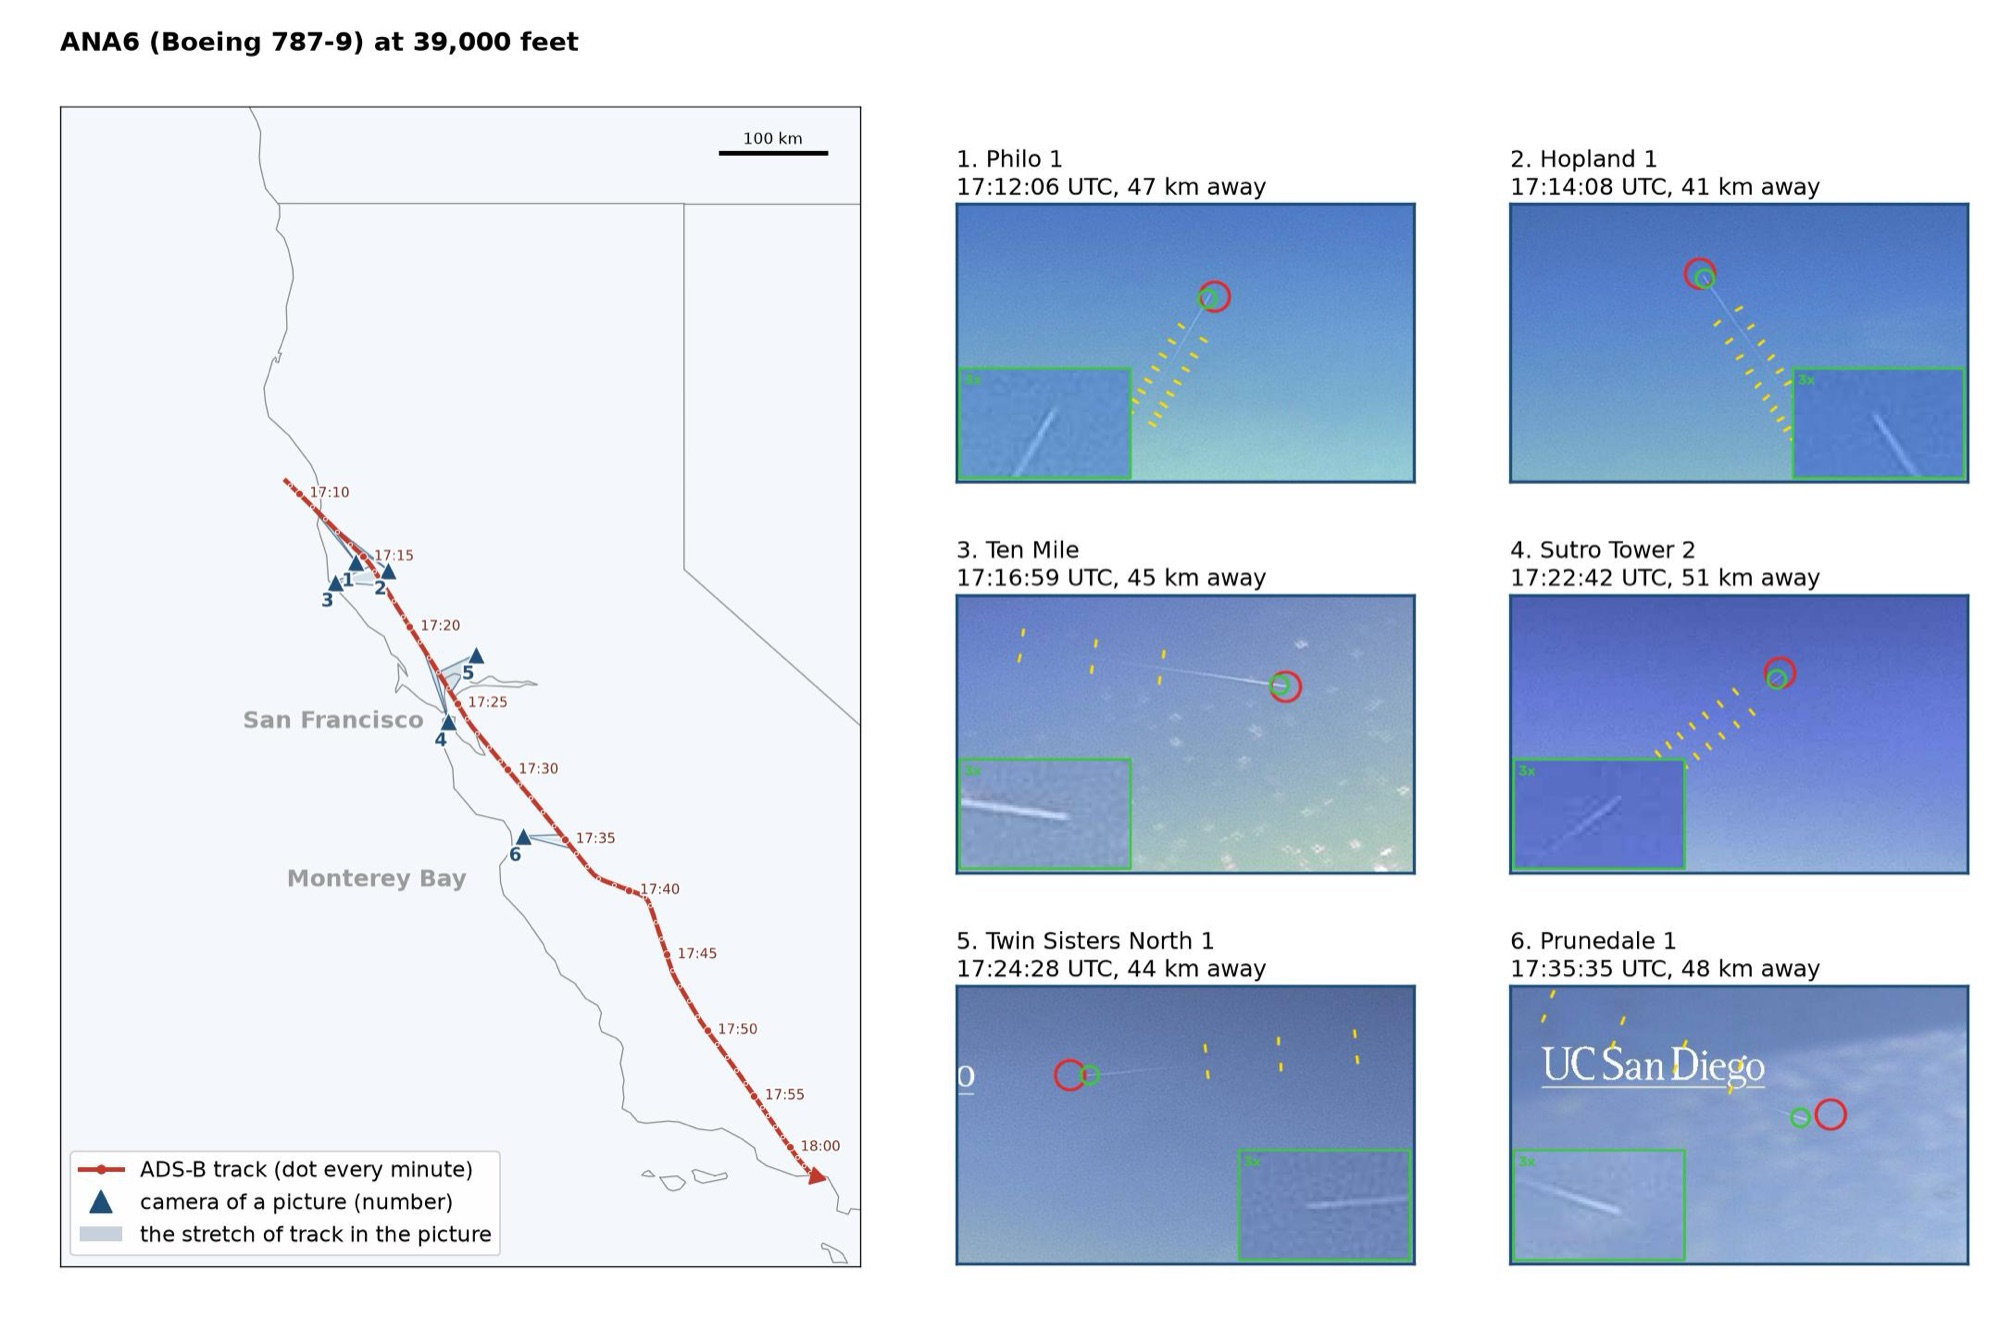 ANA6 (Boeing 787-9) at 39,000 feet
100 km
17:10
17:15
1
2
3
17:20
5
17:25
San Francisco
4
17:30
17:35
6
Monterey Bay
17:40
17:45
17:50
17:55
18:00
ADS-B track (dot every minute)
camera of a picture (number)
the stretch of track in the picture
1. Philo 1
17:12:06 UTC, 47 km away
3x
2. Hopland 1
17:14:08 UTC, 41 km away
3x
3. Ten Mile
17:16:59 UTC, 45 km away
3x
4. Sutro Tower 2
17:22:42 UTC, 51 km away
3x
5. Twin Sisters North 1
17:24:28 UTC, 44 km away
o
3x
6. Prunedale 1
17:35:35 UTC, 48 km away
UC San Diego
3x